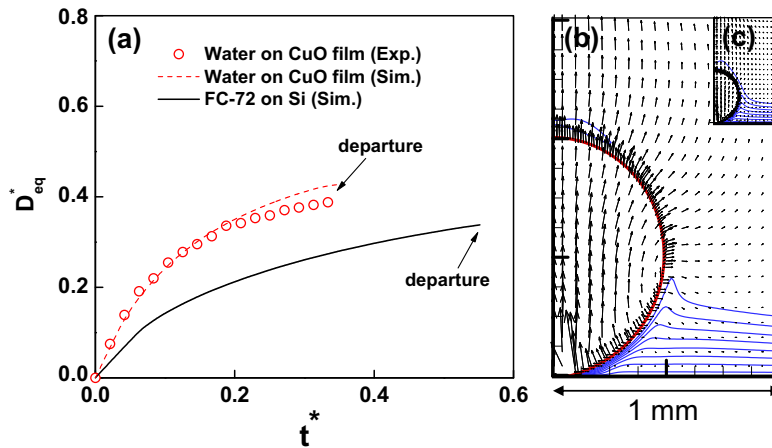 (a)
Water on CuO film (Exp.)
Water on CuO film (Sim.)
FC-72 on Si (Sim.)
departure
departure
D*eq
0.8
0.6
0.4
0.2
0.0
0.0
0.2
0.4
0.6
t*
(b)
(c)
1 mm